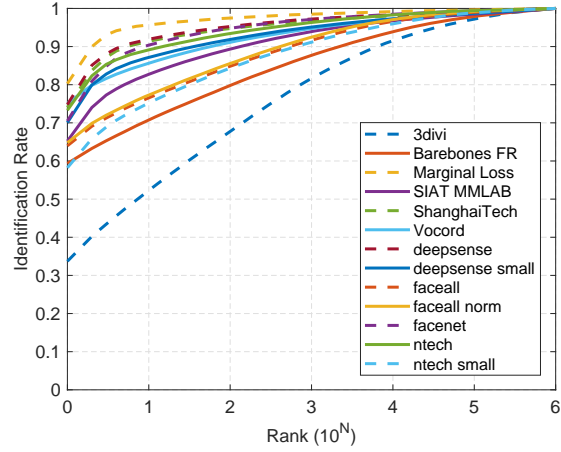 1
0.9
0.8
0.7
0.6
0.5
0.4
0.3
0.2
0.1
0
Identification Rate
3divi
Barebones FR
Marginal Loss
SIAT MMLAB
ShanghaiTech
Vocord
deepsense
deepsense small
faceall
faceall norm
facenet
ntech
ntech small
0 1 2 3 4 5 6
Rank (10^N)